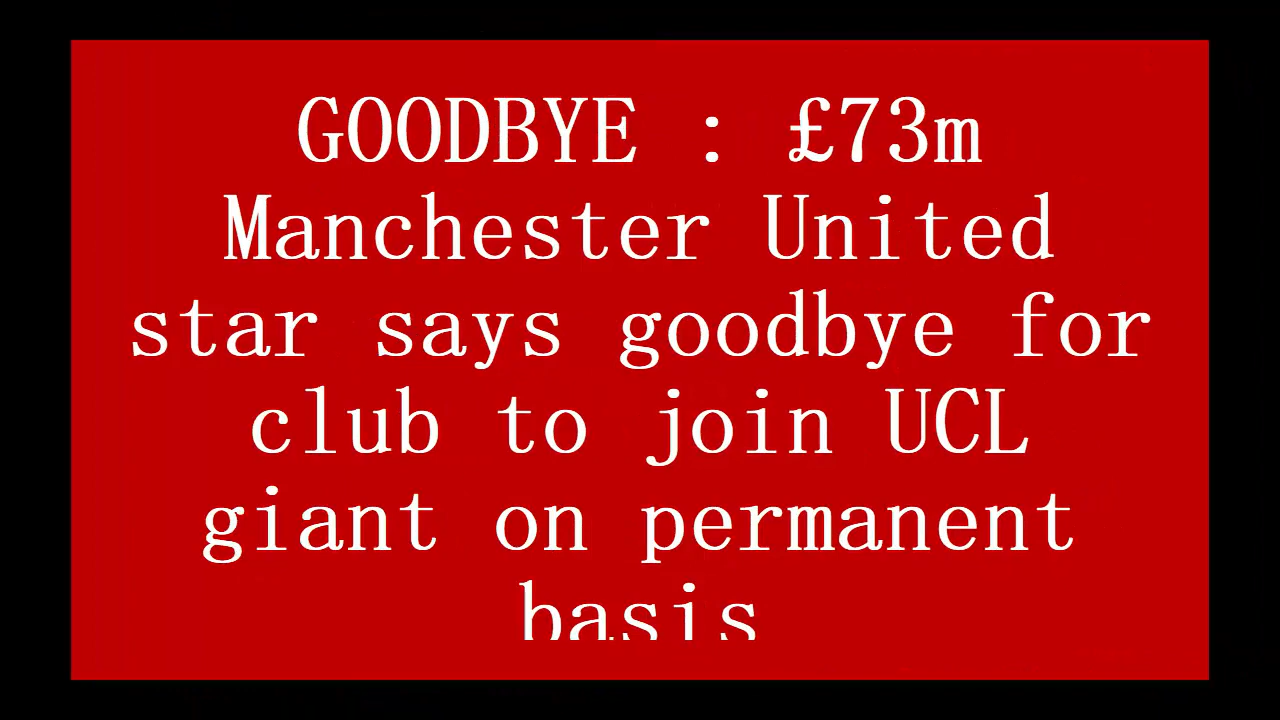 GOODBYE : £73m
Manchester United
star says goodbye for
club to join UCL
giant on permanent
basis